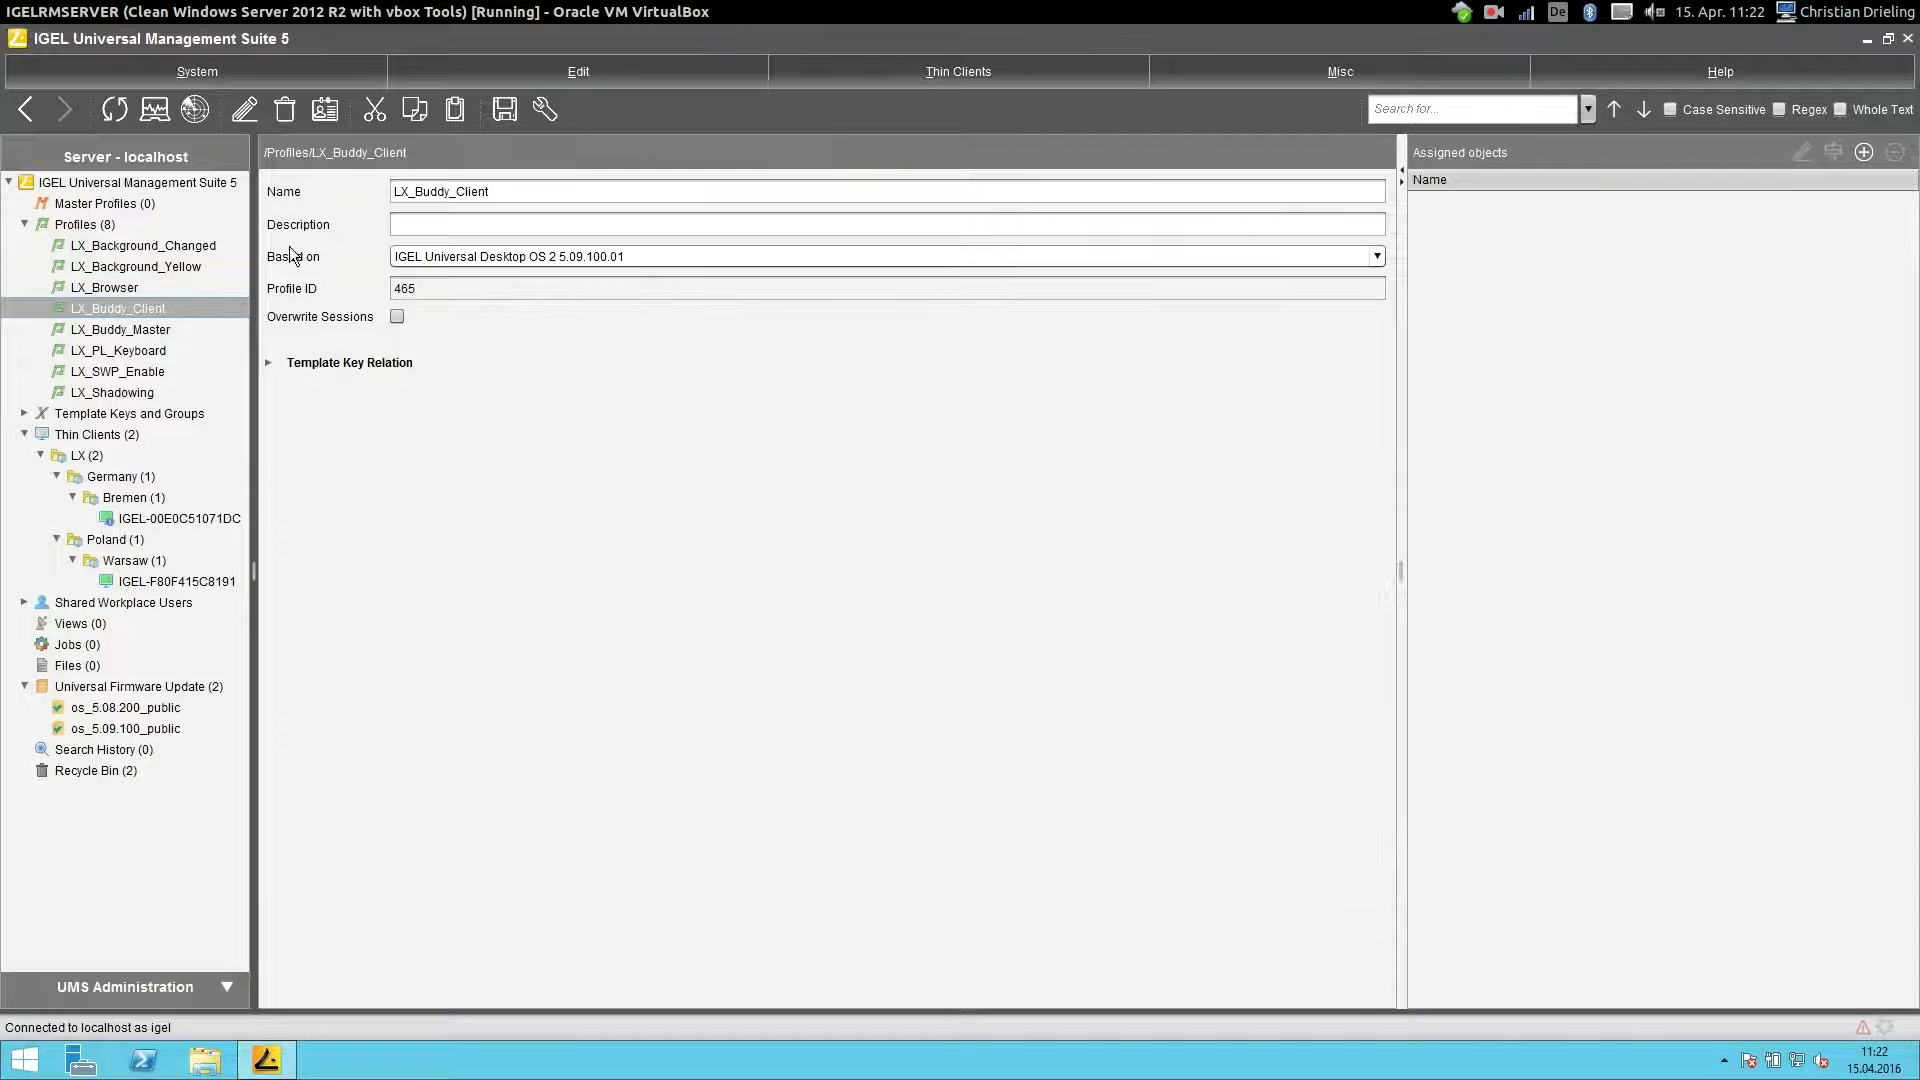 IGELRMSERVER (Clean Windows Server 2012 R2 with vbox Tools) [Running] - Oracle VM VirtualBox
De
15. Apr. 11:22
Christian Drieling
IGEL Universal Management Suite 5
System
Edit
Thin Clients
Misc
Help
Search for...
Case Sensitive
Regex
Whole Text
Server - localhost
/Profiles/LX_Buddy_Client
Assigned objects
Name
IGEL Universal Management Suite 5
Master Profiles (0)
Profiles (8)
LX_Background_Changed
LX_Background_Yellow
LX_Browser
LX_Buddy_Client
LX_Buddy_Master
LX_PL_Keyboard
LX_SWP_Enable
LX_Shadowing
Template Keys and Groups
Thin Clients (2)
LX (2)
Germany (1)
Bremen (1)
IGEL-00E0C51071DC
Poland (1)
Warsaw (1)
IGEL-F80F415C8191
Shared Workplace Users
Views (0)
Jobs (0)
Files (0)
Universal Firmware Update (2)
os_5.08.200_public
os_5.09.100_public
Search History (0)
Recycle Bin (2)
UMS Administration
Name
LX_Buddy_Client
Description
Based on
IGEL Universal Desktop OS 2 5.09.100.01
Profile ID
465
Overwrite Sessions
Template Key Relation
Connected to localhost as igel
11:22
15.04.2016